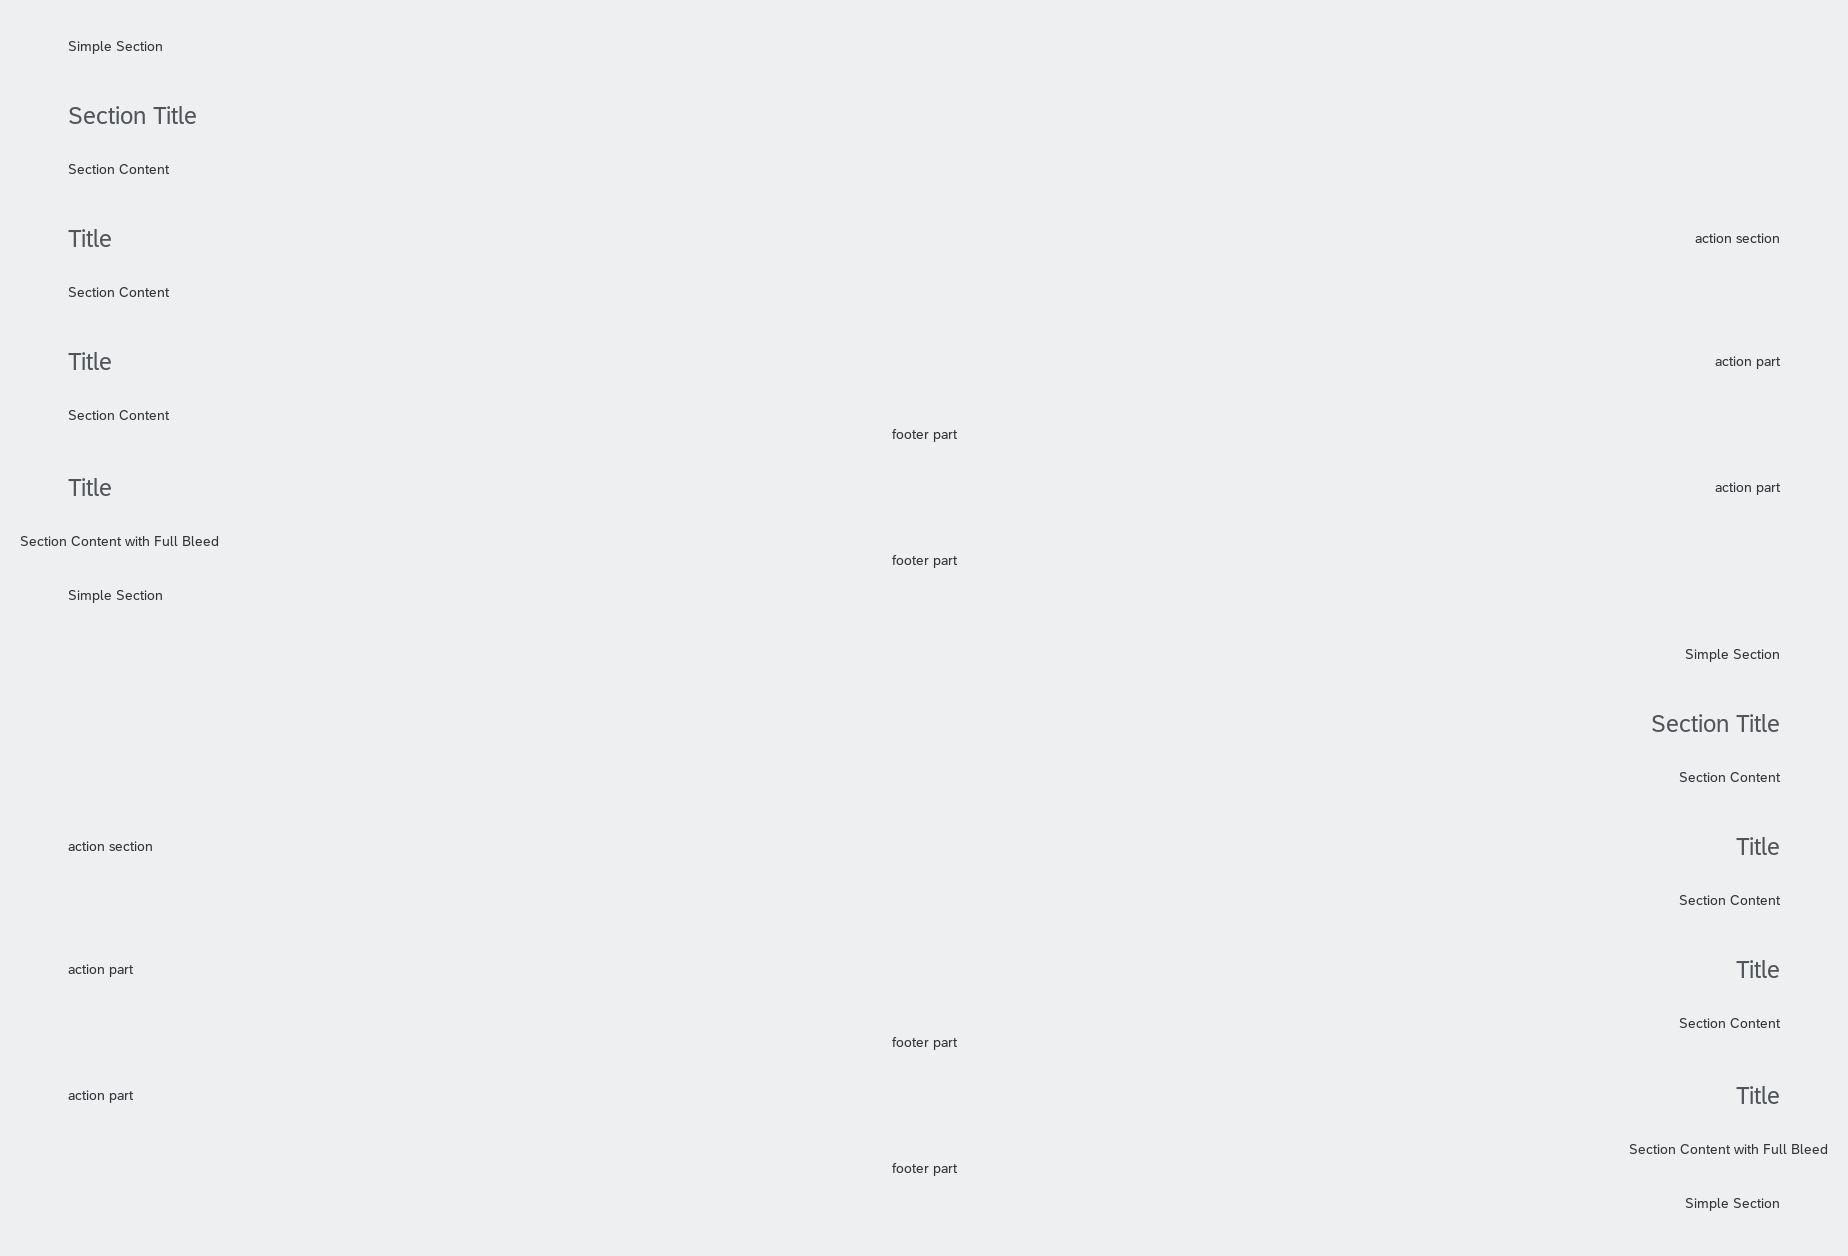 Simple Section
Section Title
Section Content
Title
action section
Section Content
Title
action part
Section Content
footer part
Title
action part
Section Content with Full Bleed
footer part
Simple Section
Simple Section
Section Title
Section Content
action section
Title
Section Content
action part
Title
Section Content
footer part
action part
Title
Section Content with Full Bleed
footer part
Simple Section